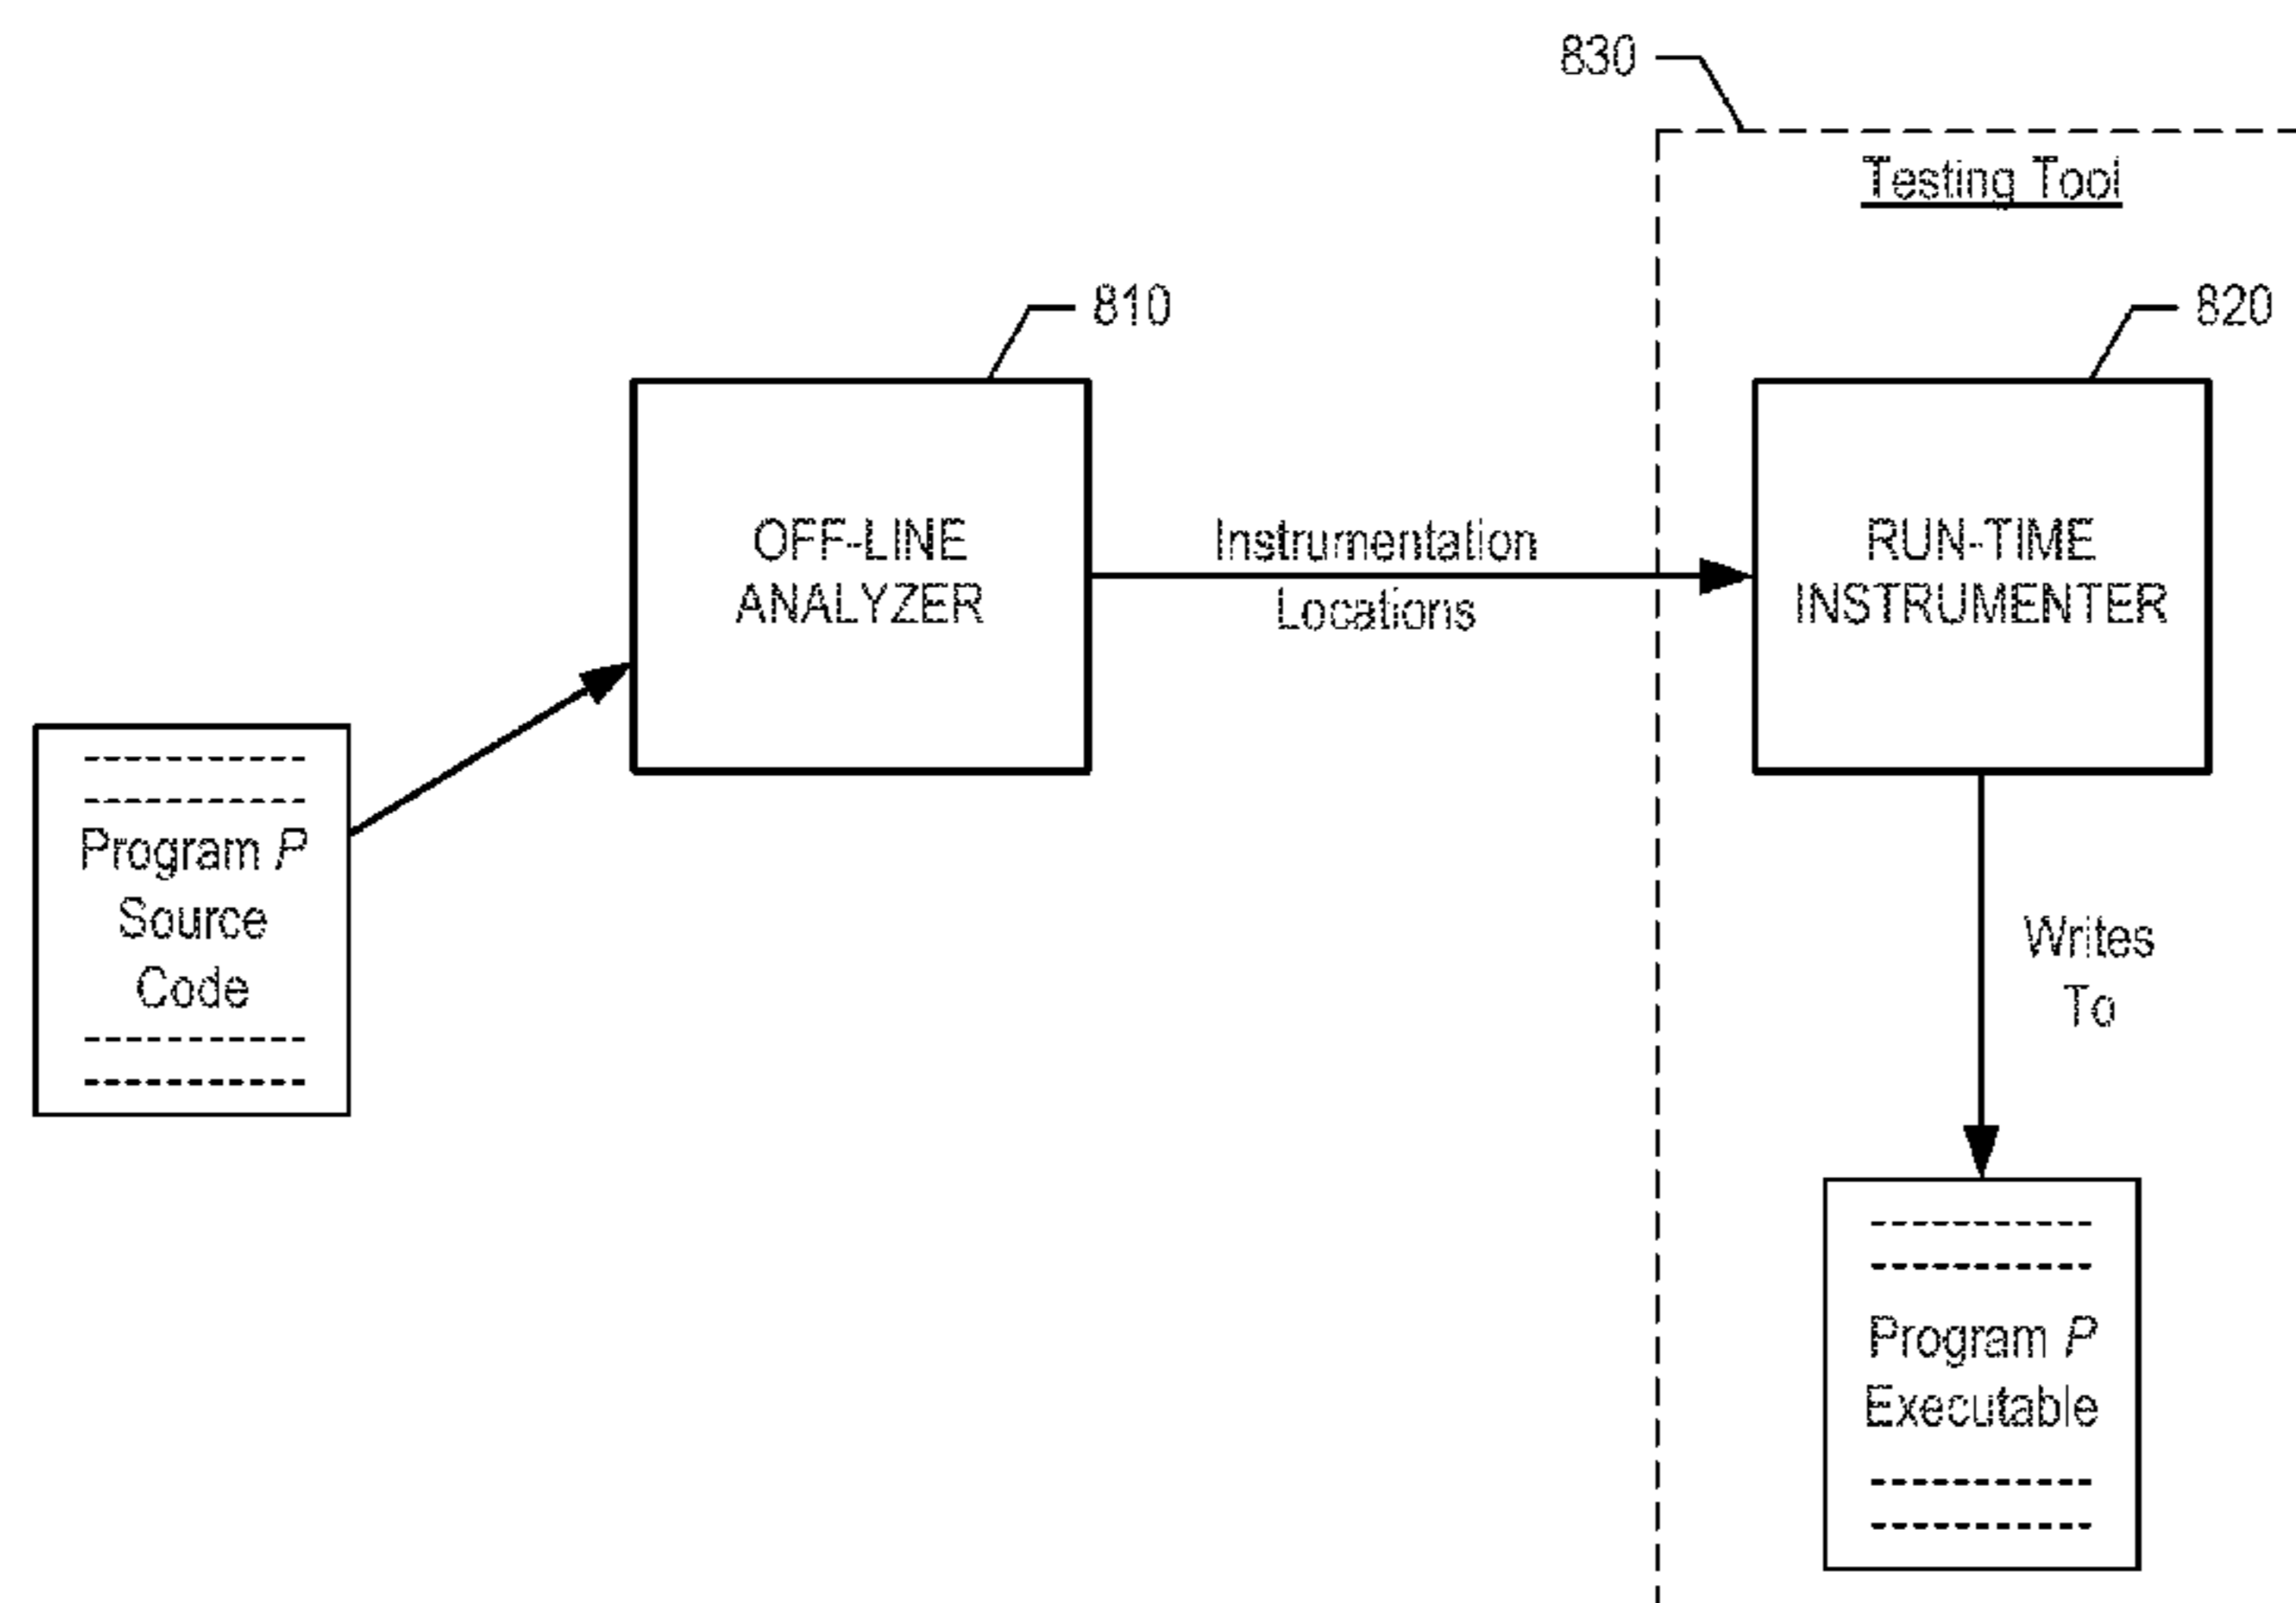 830
Testing Tool
810
820
OFF-LINE
ANALYZER
Instrumentation
Locations
RUN-TIME
INSTRUMENTER
Program P
Source
Code
Writes
To
Program P
Executable